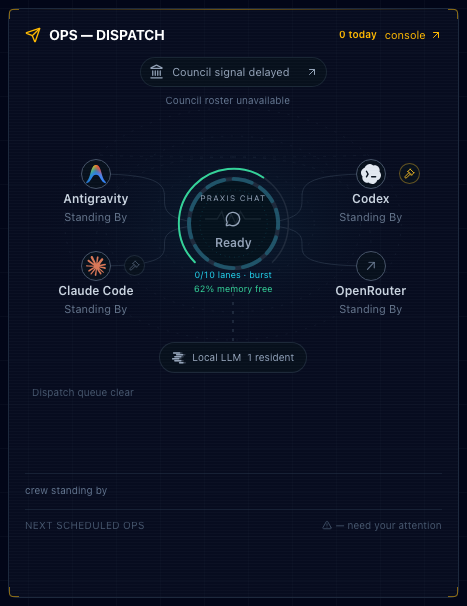 OPS — DISPATCH
0 today console
Council signal delayed
Council roster unavailable
Antigravity
Standing By
PRAXIS CHAT
Ready
Codex
Standing By
Claude Code
Standing By
0/10 lanes · burst
62% memory free
OpenRouter
Standing By
Local LLM 1 resident
Dispatch queue clear
crew standing by
NEXT SCHEDULED OPS
— need your attention